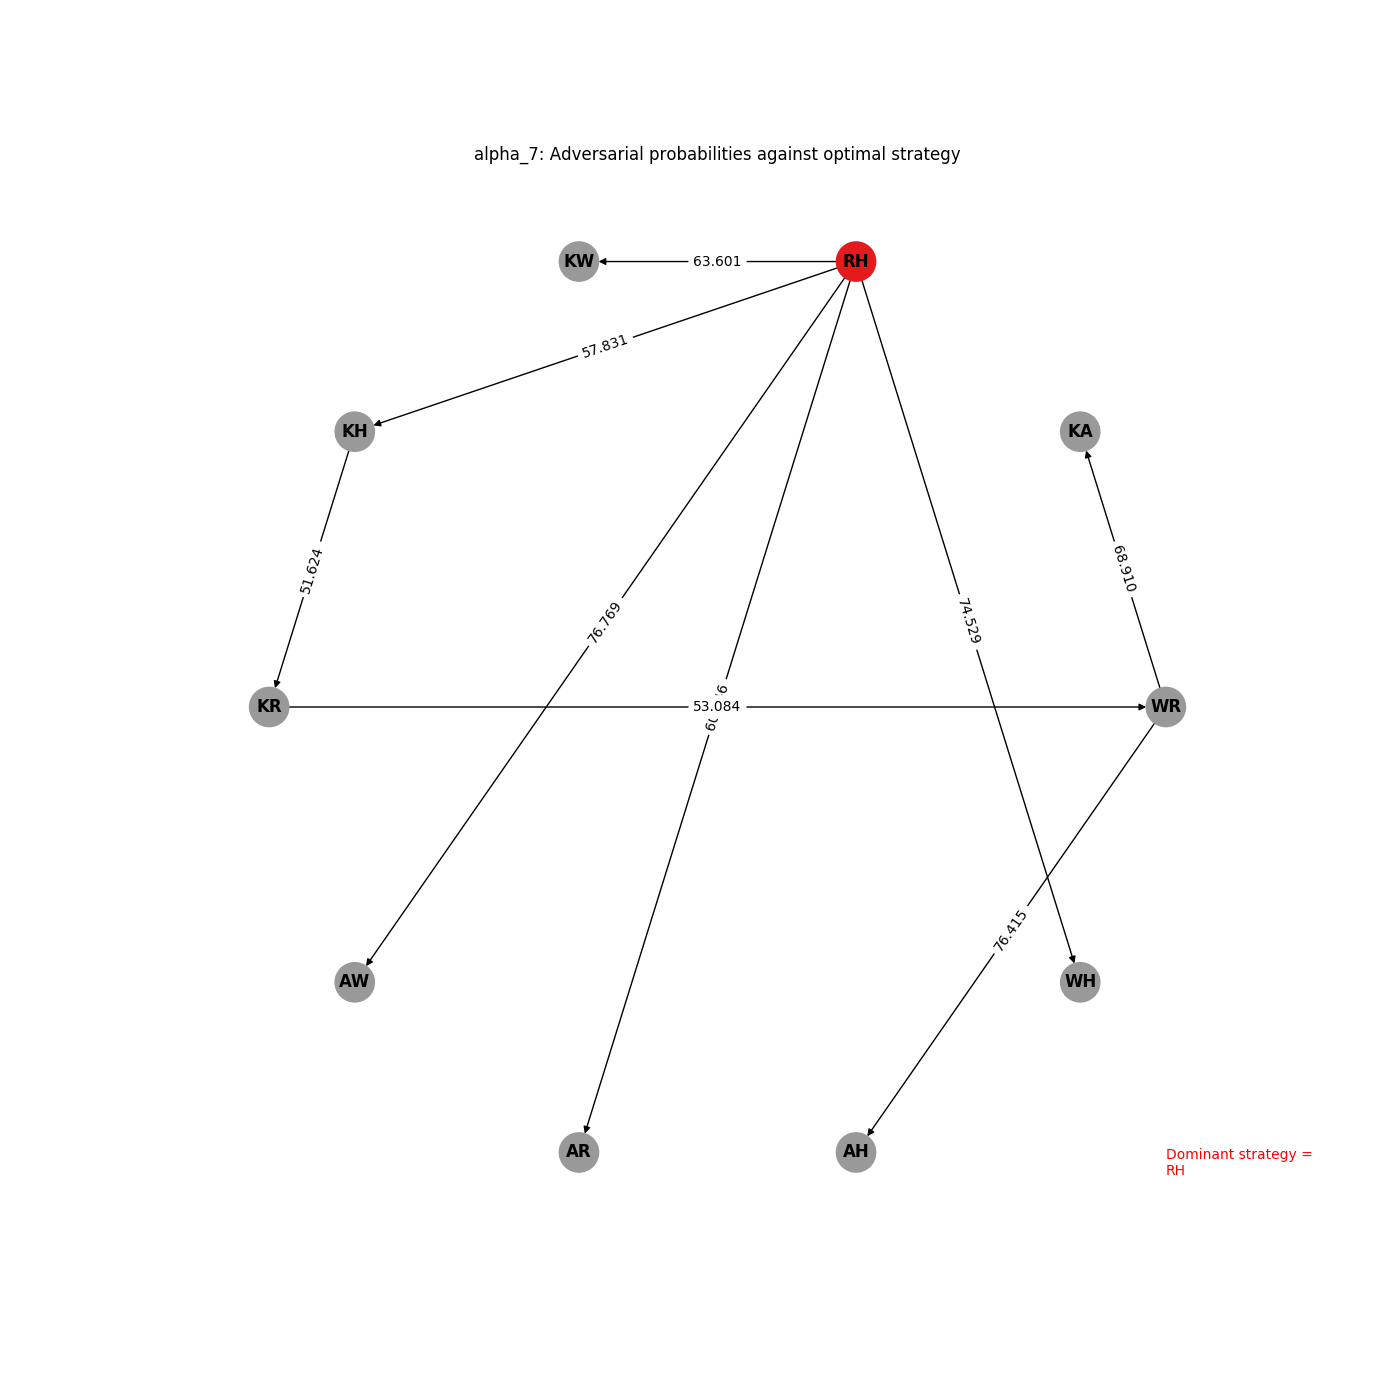 alpha_7: Adversarial probabilities against optimal strategy
KW
63.601
RH
57.831
KH
KA
51.624
76.769
74.529
68.910
KR
53.084
WR
76.415
AW
WH
AR
AH
Dominant strategy =
RH